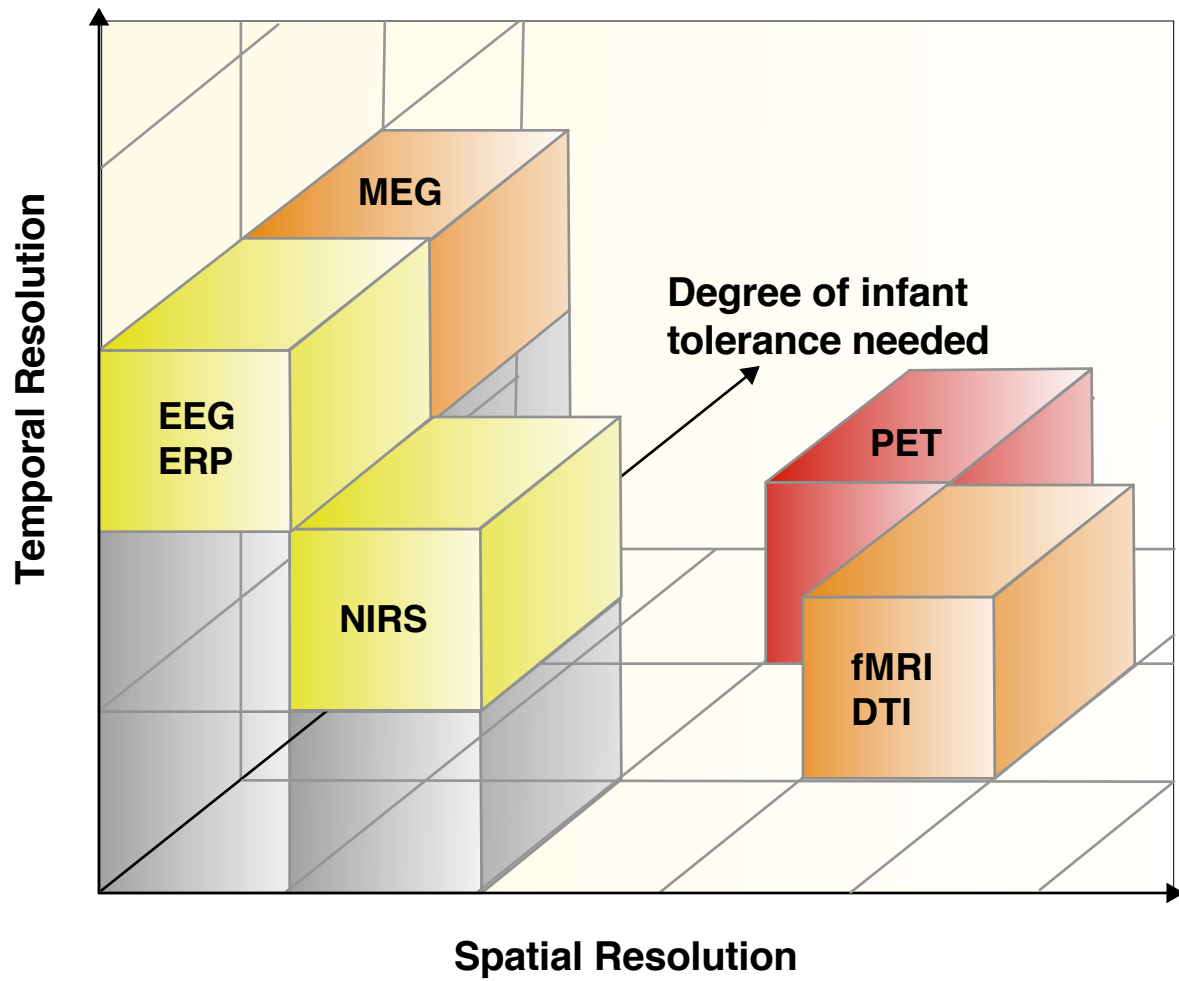 Temporal Resolution
MEG
Degree of infant
tolerance needed
EEG
ERP
PET
NIRS
fMRI
DTI
Spatial Resolution